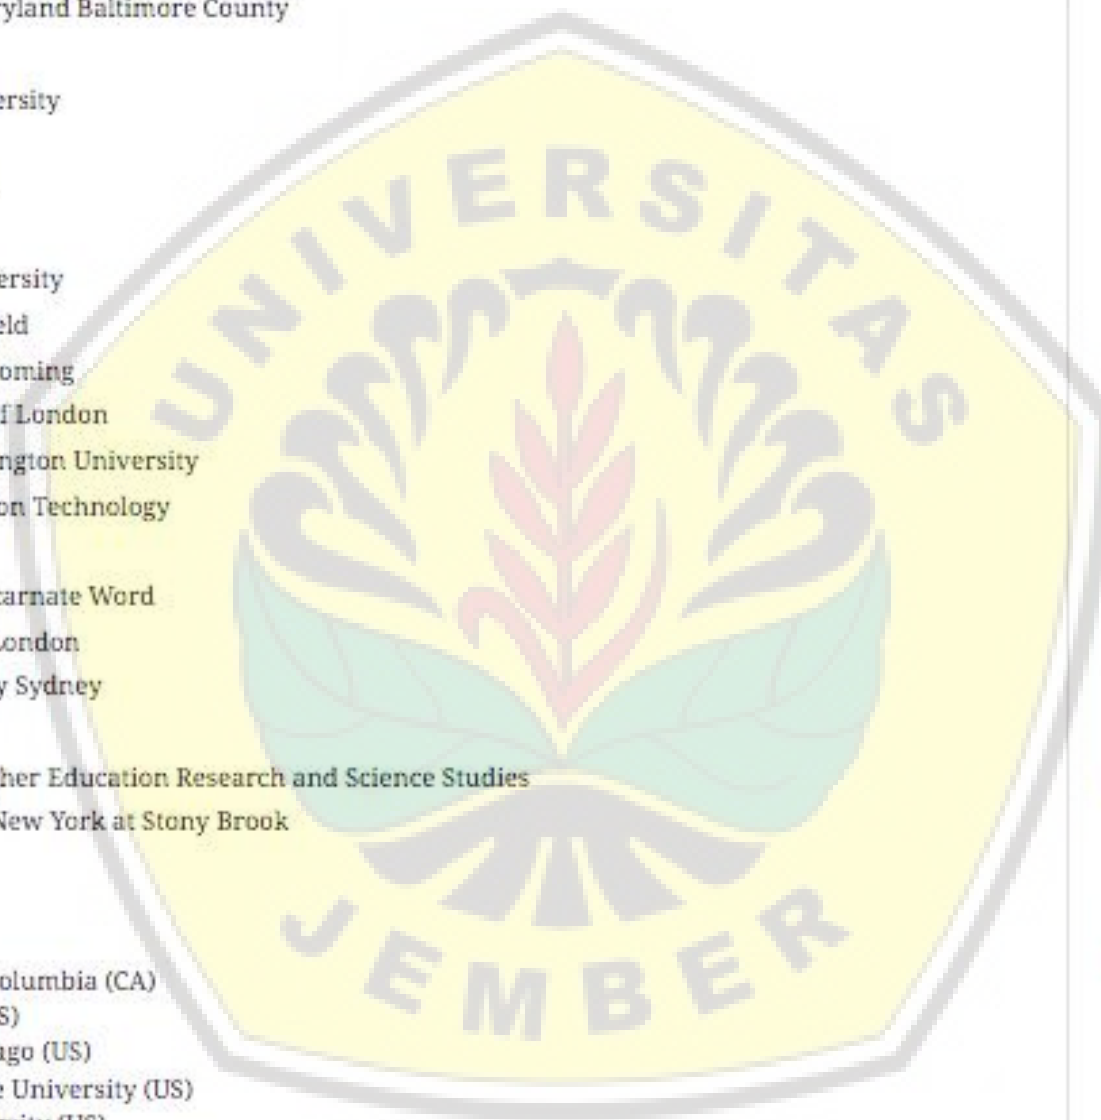 ryland Baltimore County
ersity
ersity
eld
oming
f London
ngton University
on Technology
carnate Word
London
y Sydney
her Education Research and Science Studies
New York at Stony Brook
olumbia (CA)
S)
ago (US)
e University (US)
UNIVERSITAS
JEMBER